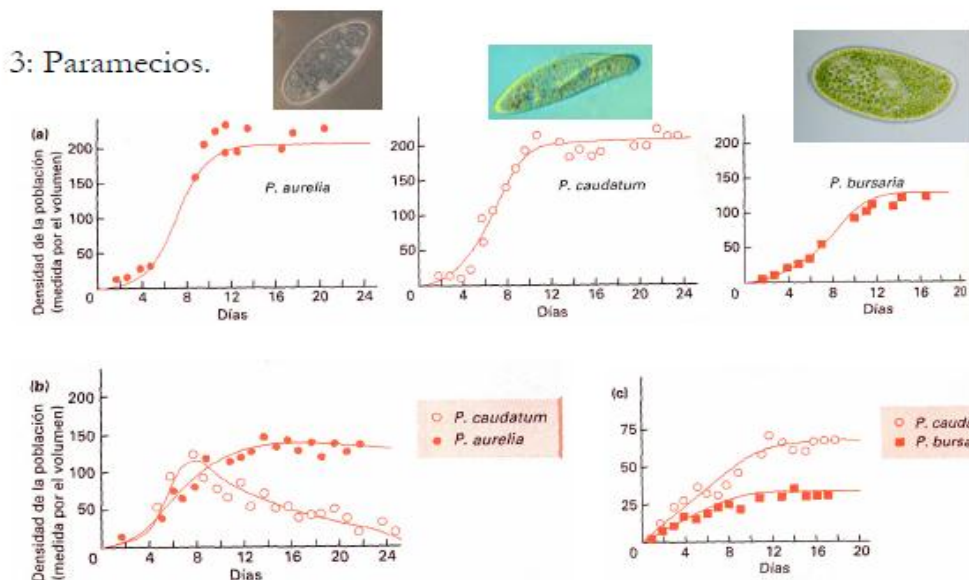 3: Paramecios.
(a)
Densidad de la población
(medida por el volumen)
200
150
100
50
0
4
8
12
16
20
24
Días
P. aurelia
200
150
100
50
0
4
8
12
16
20
24
Días
P. caudatum
200
150
100
50
0
4
8
12
16
20
Días
P. bursaria
(b)
Densidad de la población
(medida por el volumen)
200
150
100
50
0
4
8
12
16
20
24
Días
P. caudatum
P. aurelia
(c)
75
50
25
0
4
8
12
16
20
Días
P. cauda
P. bursa